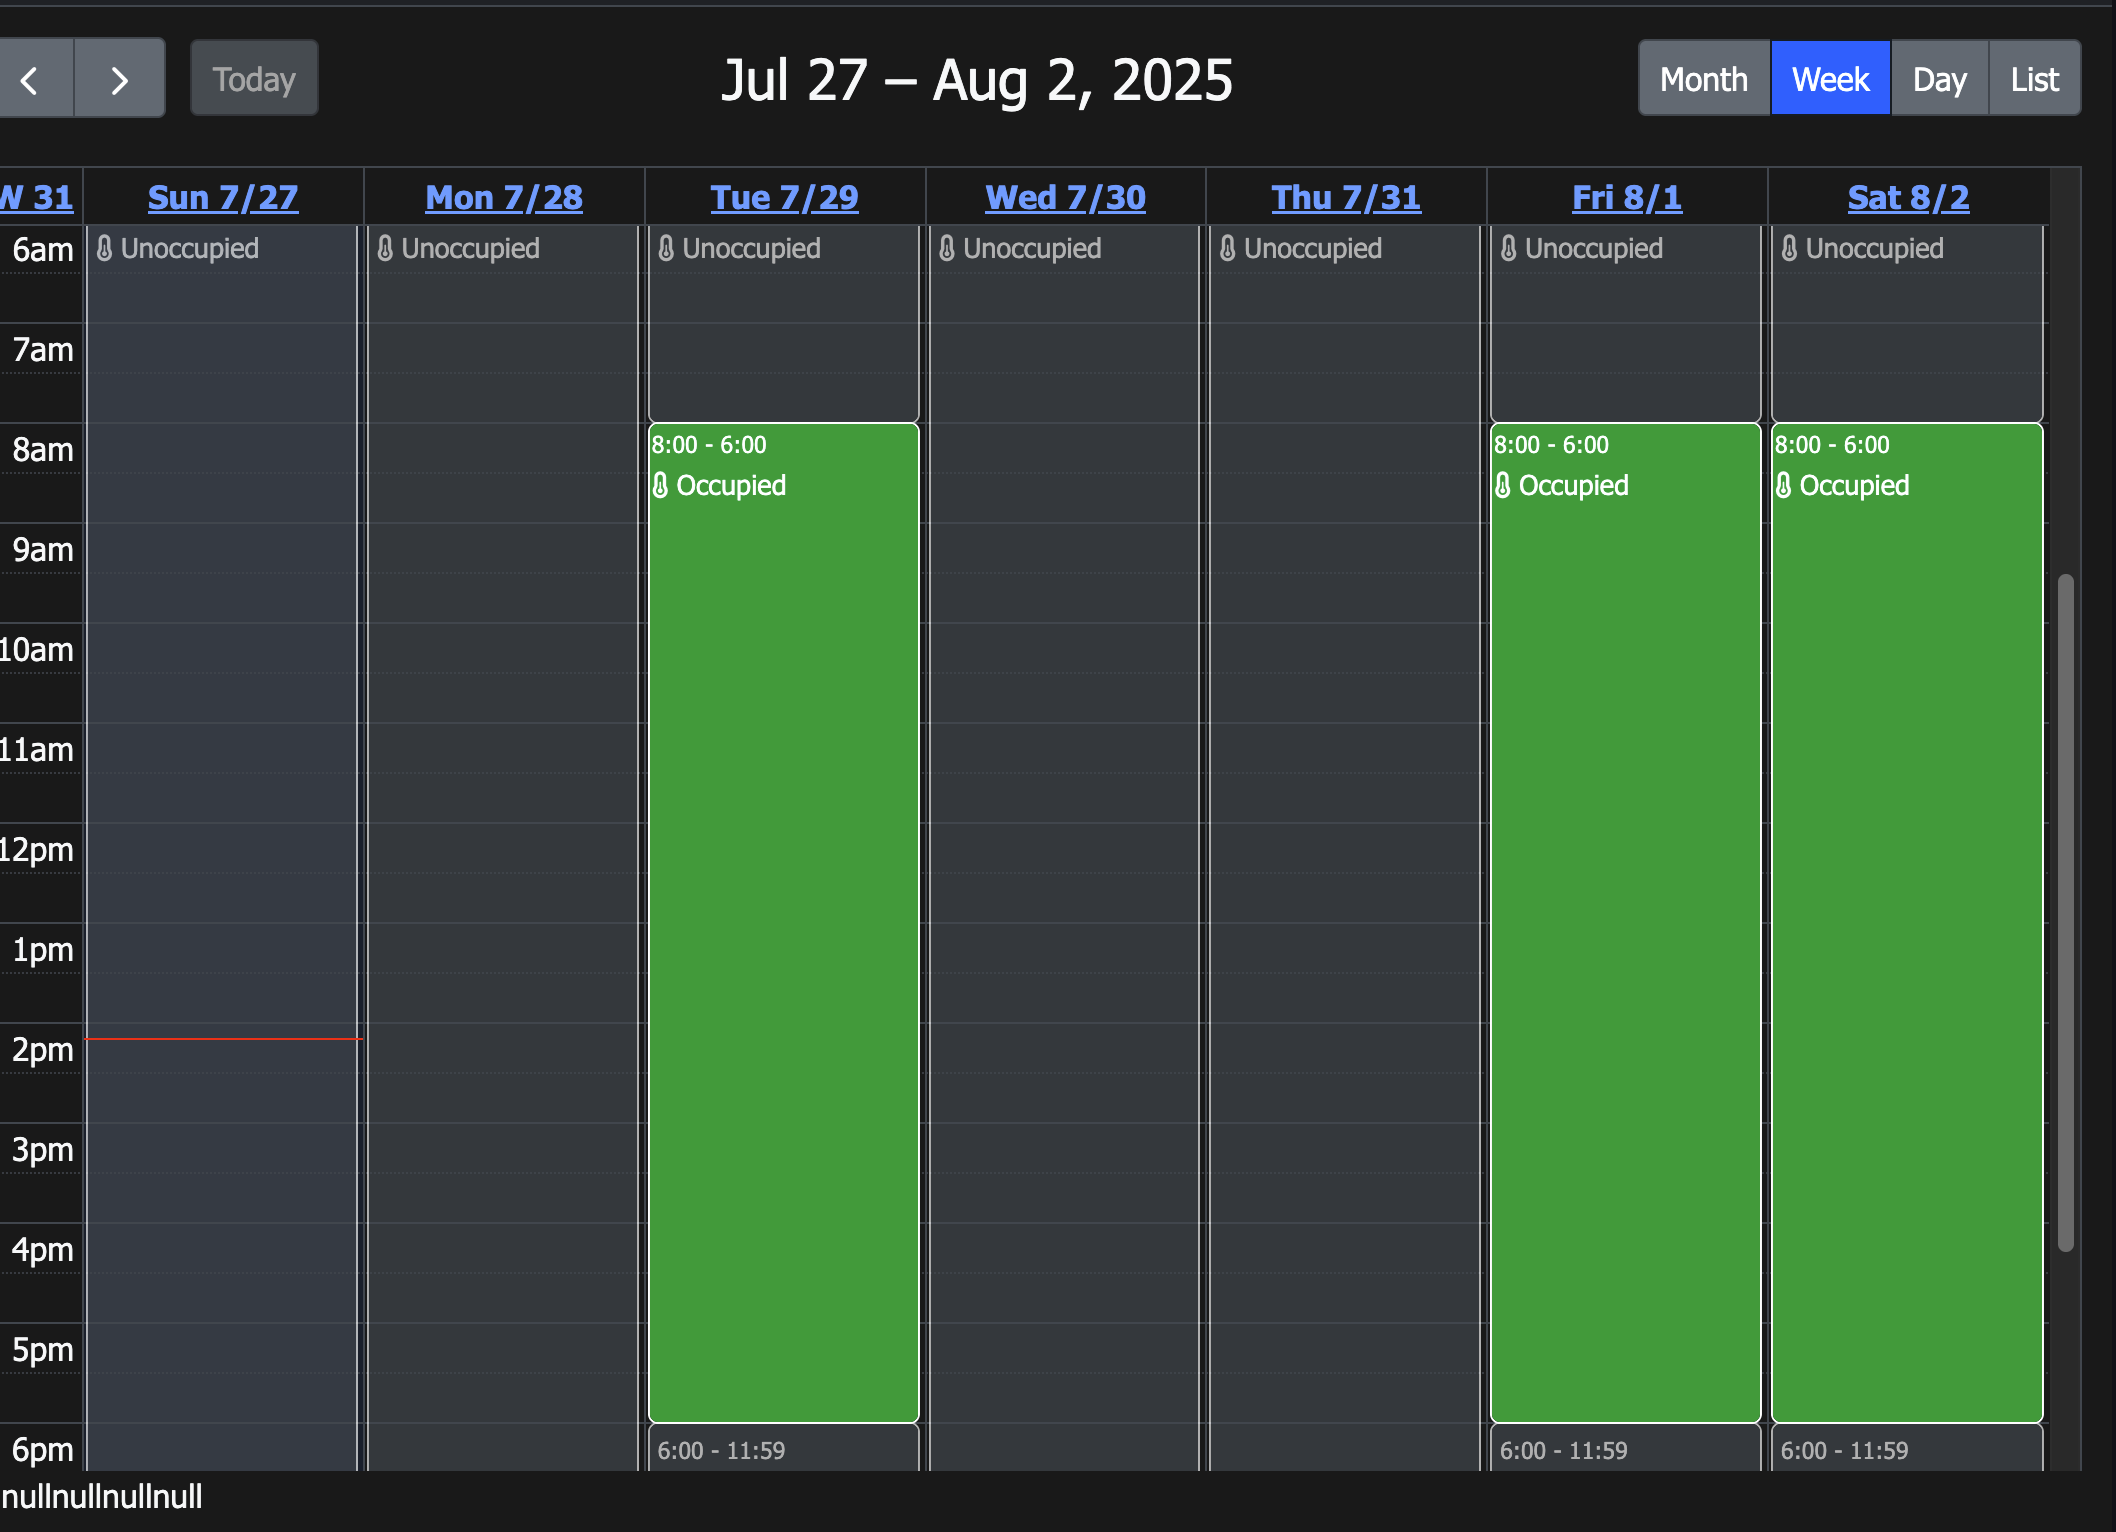 Today
Jul 27 – Aug 2, 2025
Month Week Day List
W 31 Sun 7/27 Mon 7/28 Tue 7/29 Wed 7/30 Thu 7/31 Fri 8/1 Sat 8/2
6am Unoccupied Unoccupied Unoccupied Unoccupied Unoccupied Unoccupied Unoccupied
7am
8am 8:00 - 6:00 8:00 - 6:00 8:00 - 6:00
Occupied Occupied Occupied
9am
10am
11am
12pm
1pm
2pm
3pm
4pm
5pm
6pm 6:00 - 11:59 6:00 - 11:59 6:00 - 11:59
nullnullnullnull